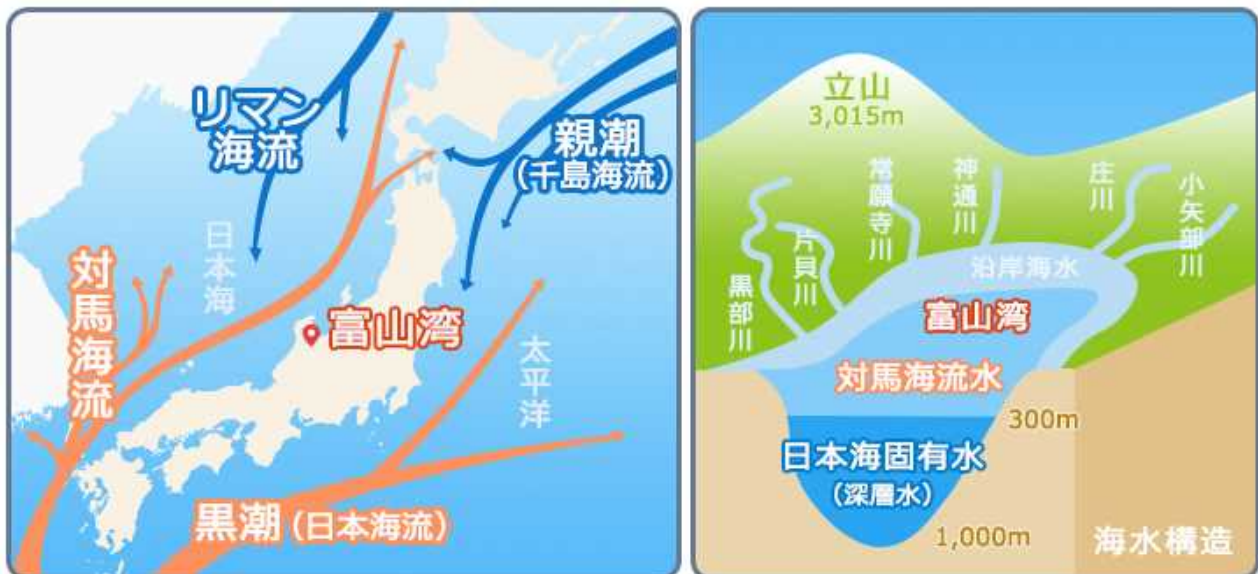 リマン
海流
親潮
(千島海流)
日本海
対馬海流
富山湾
太平洋
黒潮(日本海流)
立山
3,015m
黒部川
片貝川
常願寺川
神通川
庄川
小矢部川
沿岸海水
富山湾
対馬海流水
300m
日本海固有水
(深層水)
1,000m
海水構造